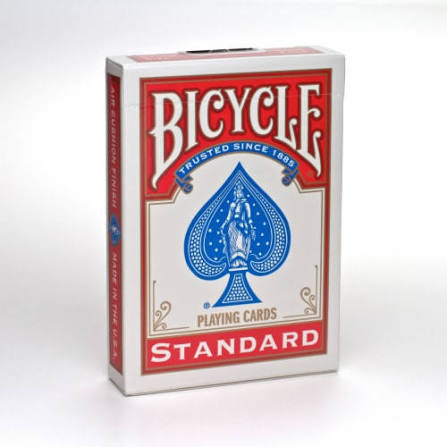 BICYCLE
TRUSTED SINCE 1885
®
PLAYING CARDS
STANDARD
AIR-CUSHION FINISH
MADE IN THE U.S.A.